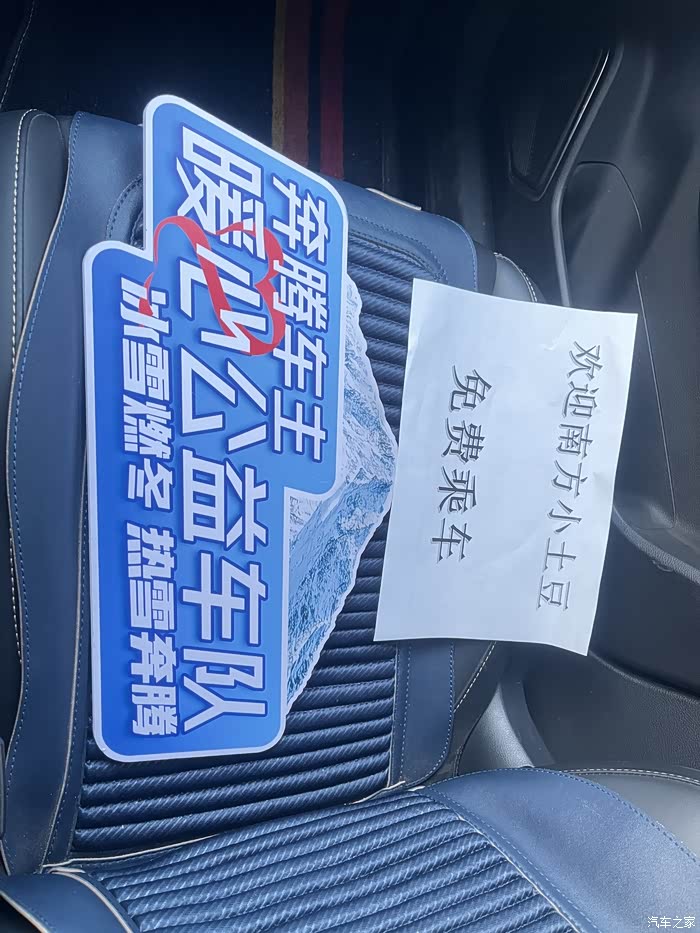 奔腾车主
暖心公益车队
冰雪燃冬 热雪奔腾
欢迎南方小土豆
免费乘车
汽车之家